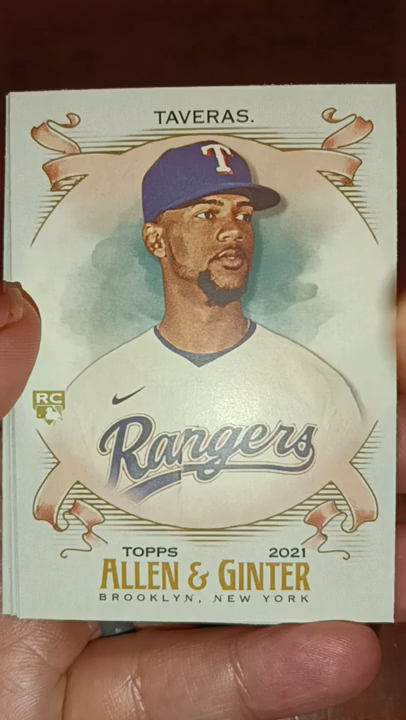 TAVERAS.
T
RC
Rangers
TOPPS 2021
ALLEN & GINTER
BROOKLYN, NEW YORK